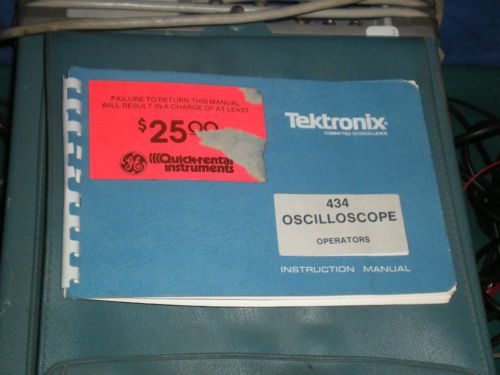 FAILURE TO RETURN THIS MANUAL
WILL RESULT IN A CHARGE OF AT LEAST
$25.00
GE
Quick-rental
instruments
Tektronix
COMMITTED TO EXCELLENCE
434
OSCILLOSCOPE
OPERATORS
INSTRUCTION MANUAL